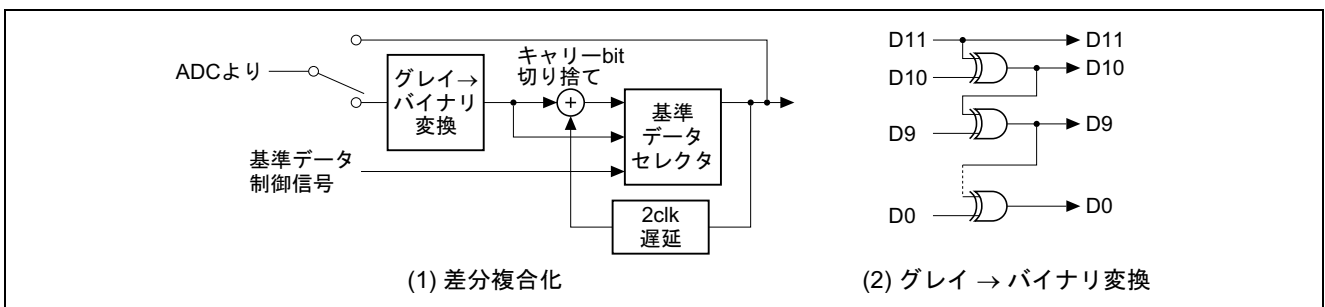 ADCより
グレイ→
バイナリ
変換
キャリーbit
切り捨て
+
基準
データ
セレクタ
基準データ
制御信号
2clk
遅延
(1) 差分複合化
D11
D11
D10
D10
D9
D9
D0
D0
(2) グレイ → バイナリ変換